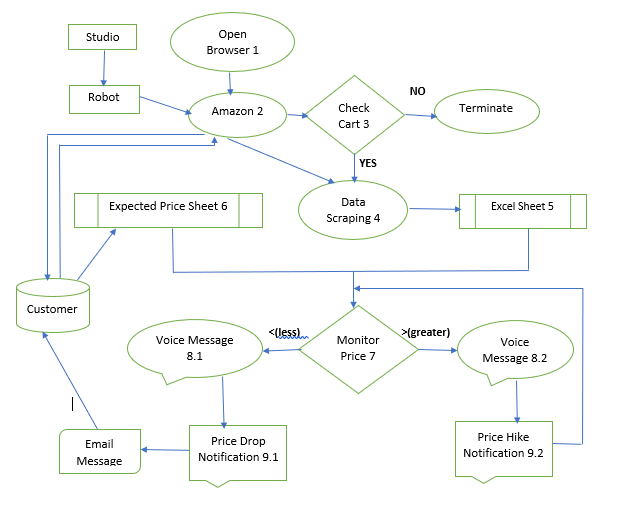 Studio
Open
Browser 1
Robot
Amazon 2
Check
Cart 3
NO
Terminate
YES
Expected Price Sheet 6
Data
Scraping 4
Excel Sheet 5
Customer
<(less)
Monitor
Price 7
>(greater)
Voice Message
8.1
Voice
Message 8.2
Email
Message
Price Drop
Notification 9.1
Price Hike
Notification 9.2